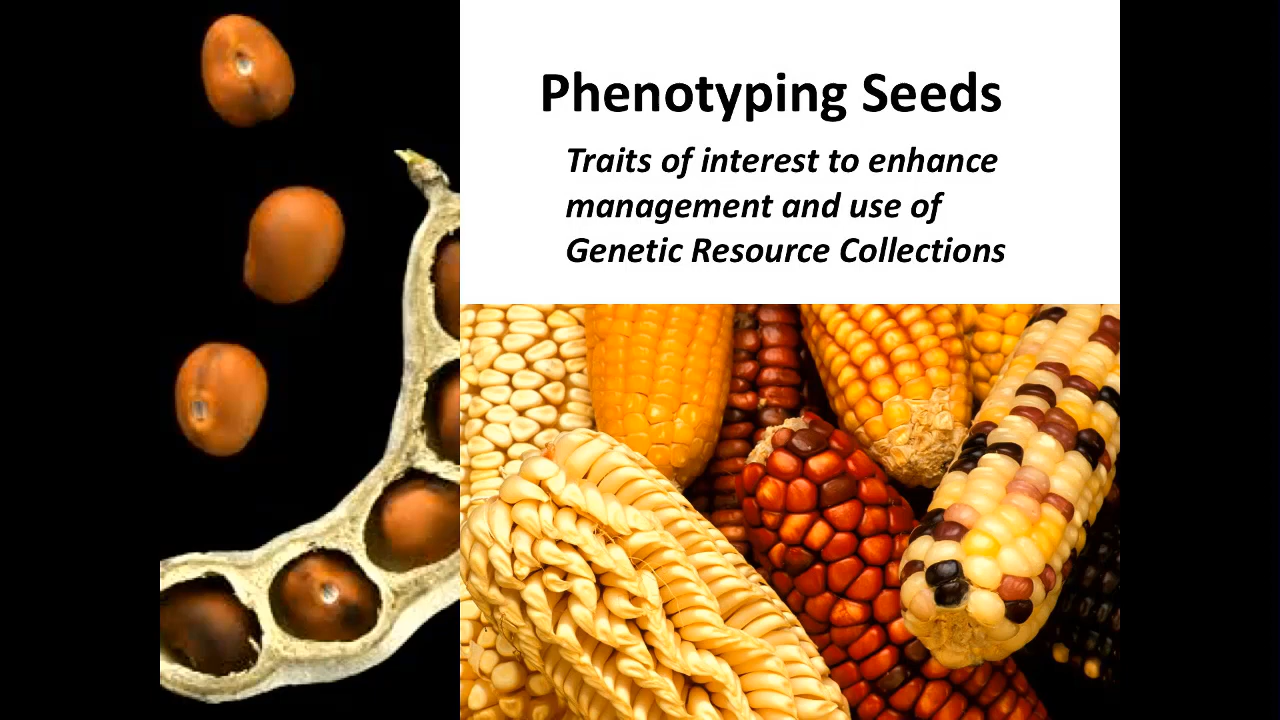 Phenotyping Seeds
Traits of interest to enhance
management and use of
Genetic Resource Collections